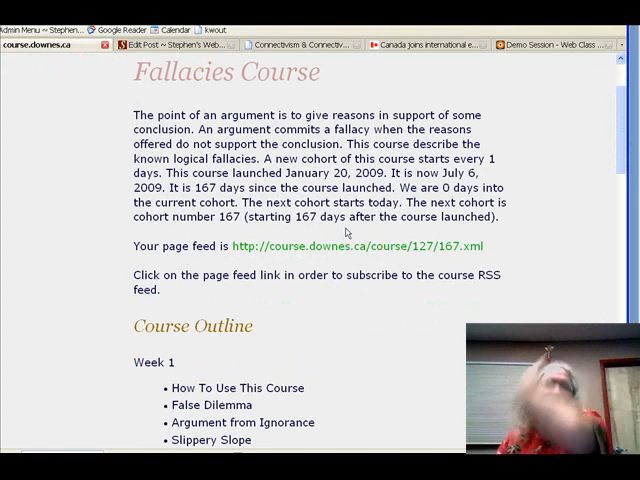 Admin Menu ~ Stephen... Google Reader Calendar kwout
course.downes.ca Edit Post ~ Stephen's Web... Connectivism & Connectiv... Canada joins international e... Demo Session - Web Class ...
Fallacies Course
The point of an argument is to give reasons in support of some
conclusion. An argument commits a fallacy when the reasons
offered do not support the conclusion. This course describe the
known logical fallacies. A new cohort of this course starts every 1
days. This course launched January 20, 2009. It is now July 6,
2009. It is 167 days since the course launched. We are 0 days into
the current cohort. The next cohort starts today. The next cohort is
cohort number 167 (starting 167 days after the course launched).
Your page feed is http://course.downes.ca/course/127/167.xml
Click on the page feed link in order to subscribe to the course RSS
feed.
Course Outline
Week 1
• How To Use This Course
• False Dilemma
• Argument from Ignorance
• Slippery Slope